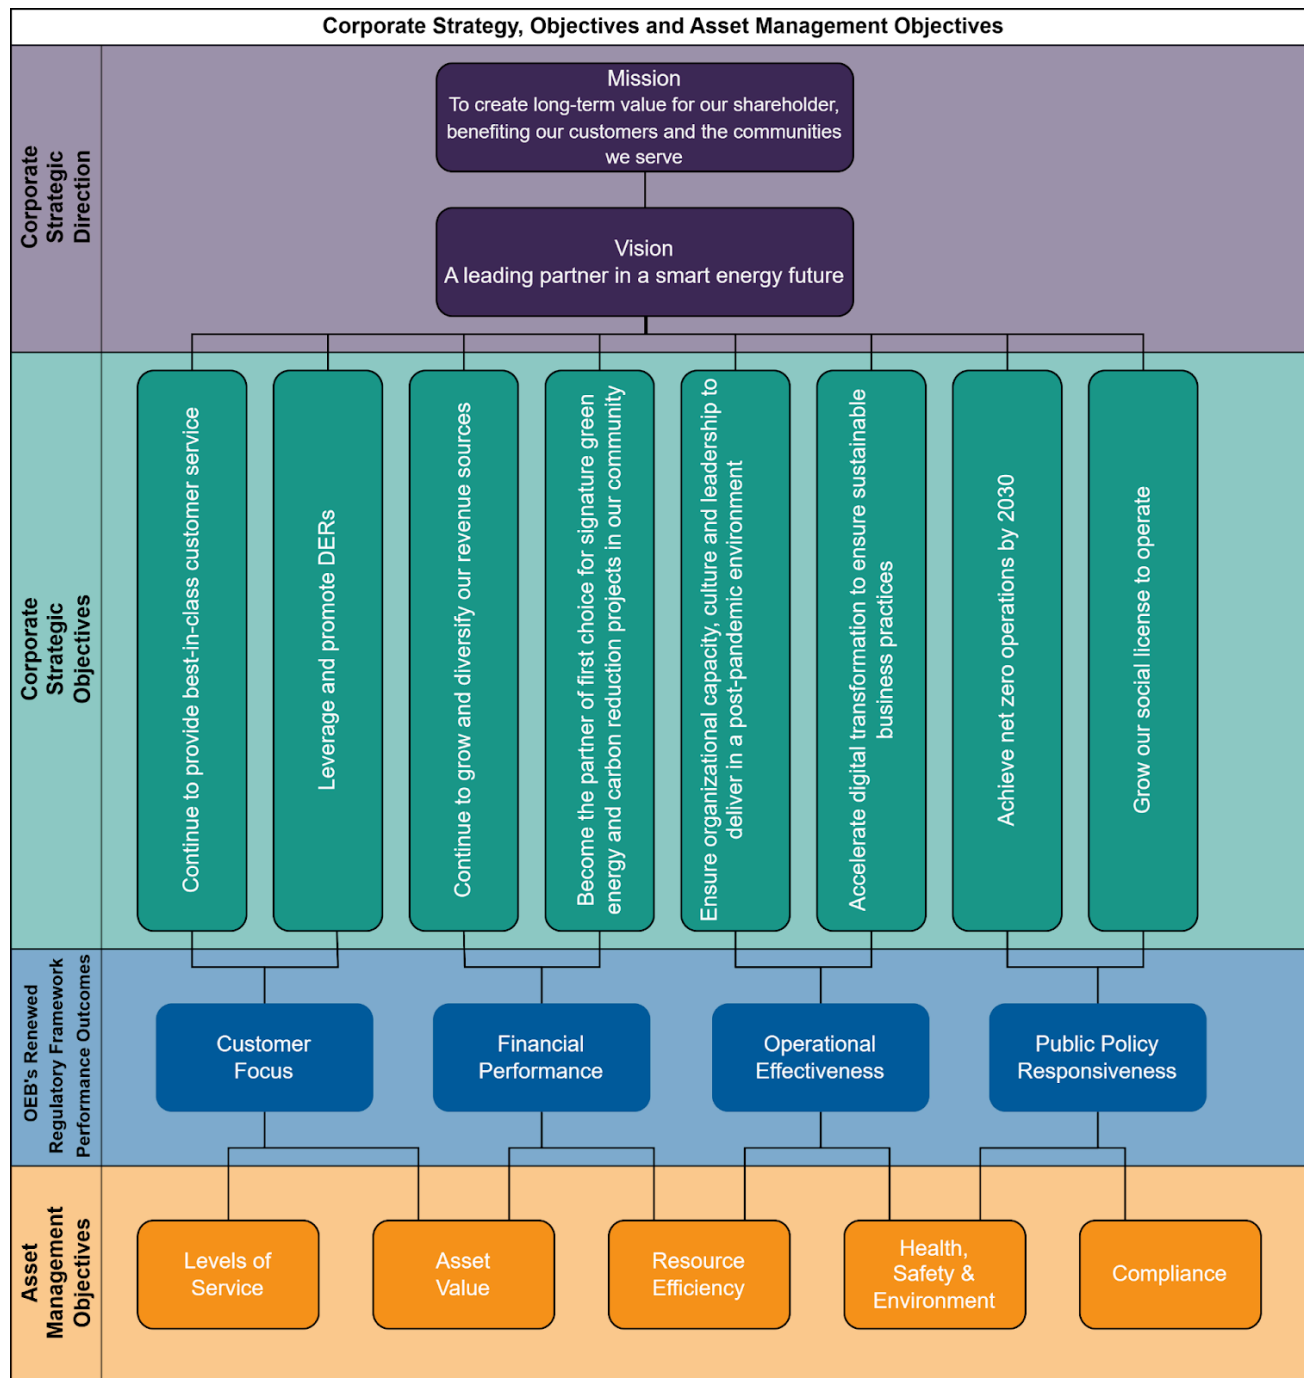 Corporate Strategy, Objectives and Asset Management Objectives
Corporate
Strategic
Direction
Mission
To create long-term value for our shareholder,
benefiting our customers and the communities
we serve
Vision
A leading partner in a smart energy future
Corporate
Strategic
Objectives
Continue to provide best-in-class customer service
Leverage and promote DERs
Continue to grow and diversify our revenue sources
Become the partner of first choice for signature green
energy and carbon reduction projects in our community
Ensure organizational capacity, culture and leadership to
deliver in a post-pandemic environment
Accelerate digital transformation to ensure sustainable
business practices
Achieve net zero operations by 2030
Grow our social license to operate
OEB's Renewed
Regulatory Framework
Performance Outcomes
Customer
Focus
Financial
Performance
Operational
Effectiveness
Public Policy
Responsiveness
Asset
Management
Objectives
Levels of
Service
Asset
Value
Resource
Efficiency
Health,
Safety &
Environment
Compliance